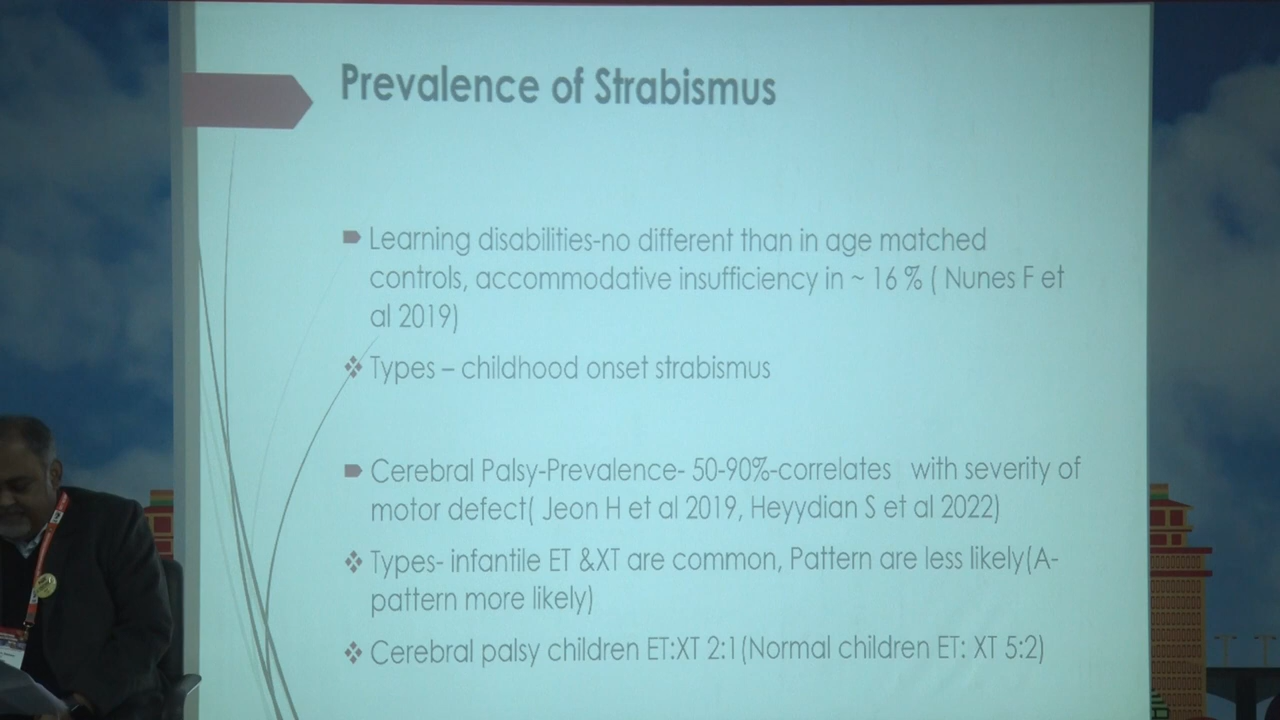 Prevalence of Strabismus
Learning disabilities-no different than in age matched
controls, accommodative insufficiency in ~ 16 % ( Nunes F et
al 2019)
Types – childhood onset strabismus
Cerebral Palsy-Prevalence- 50-90%-correlates with severity of
motor defect( Jeon H et al 2019, Heyydian S et al 2022)
Types- infantile ET &XT are common, Pattern are less likely(A-
pattern more likely)
Cerebral palsy children ET:XT 2:1(Normal children ET: XT 5:2)